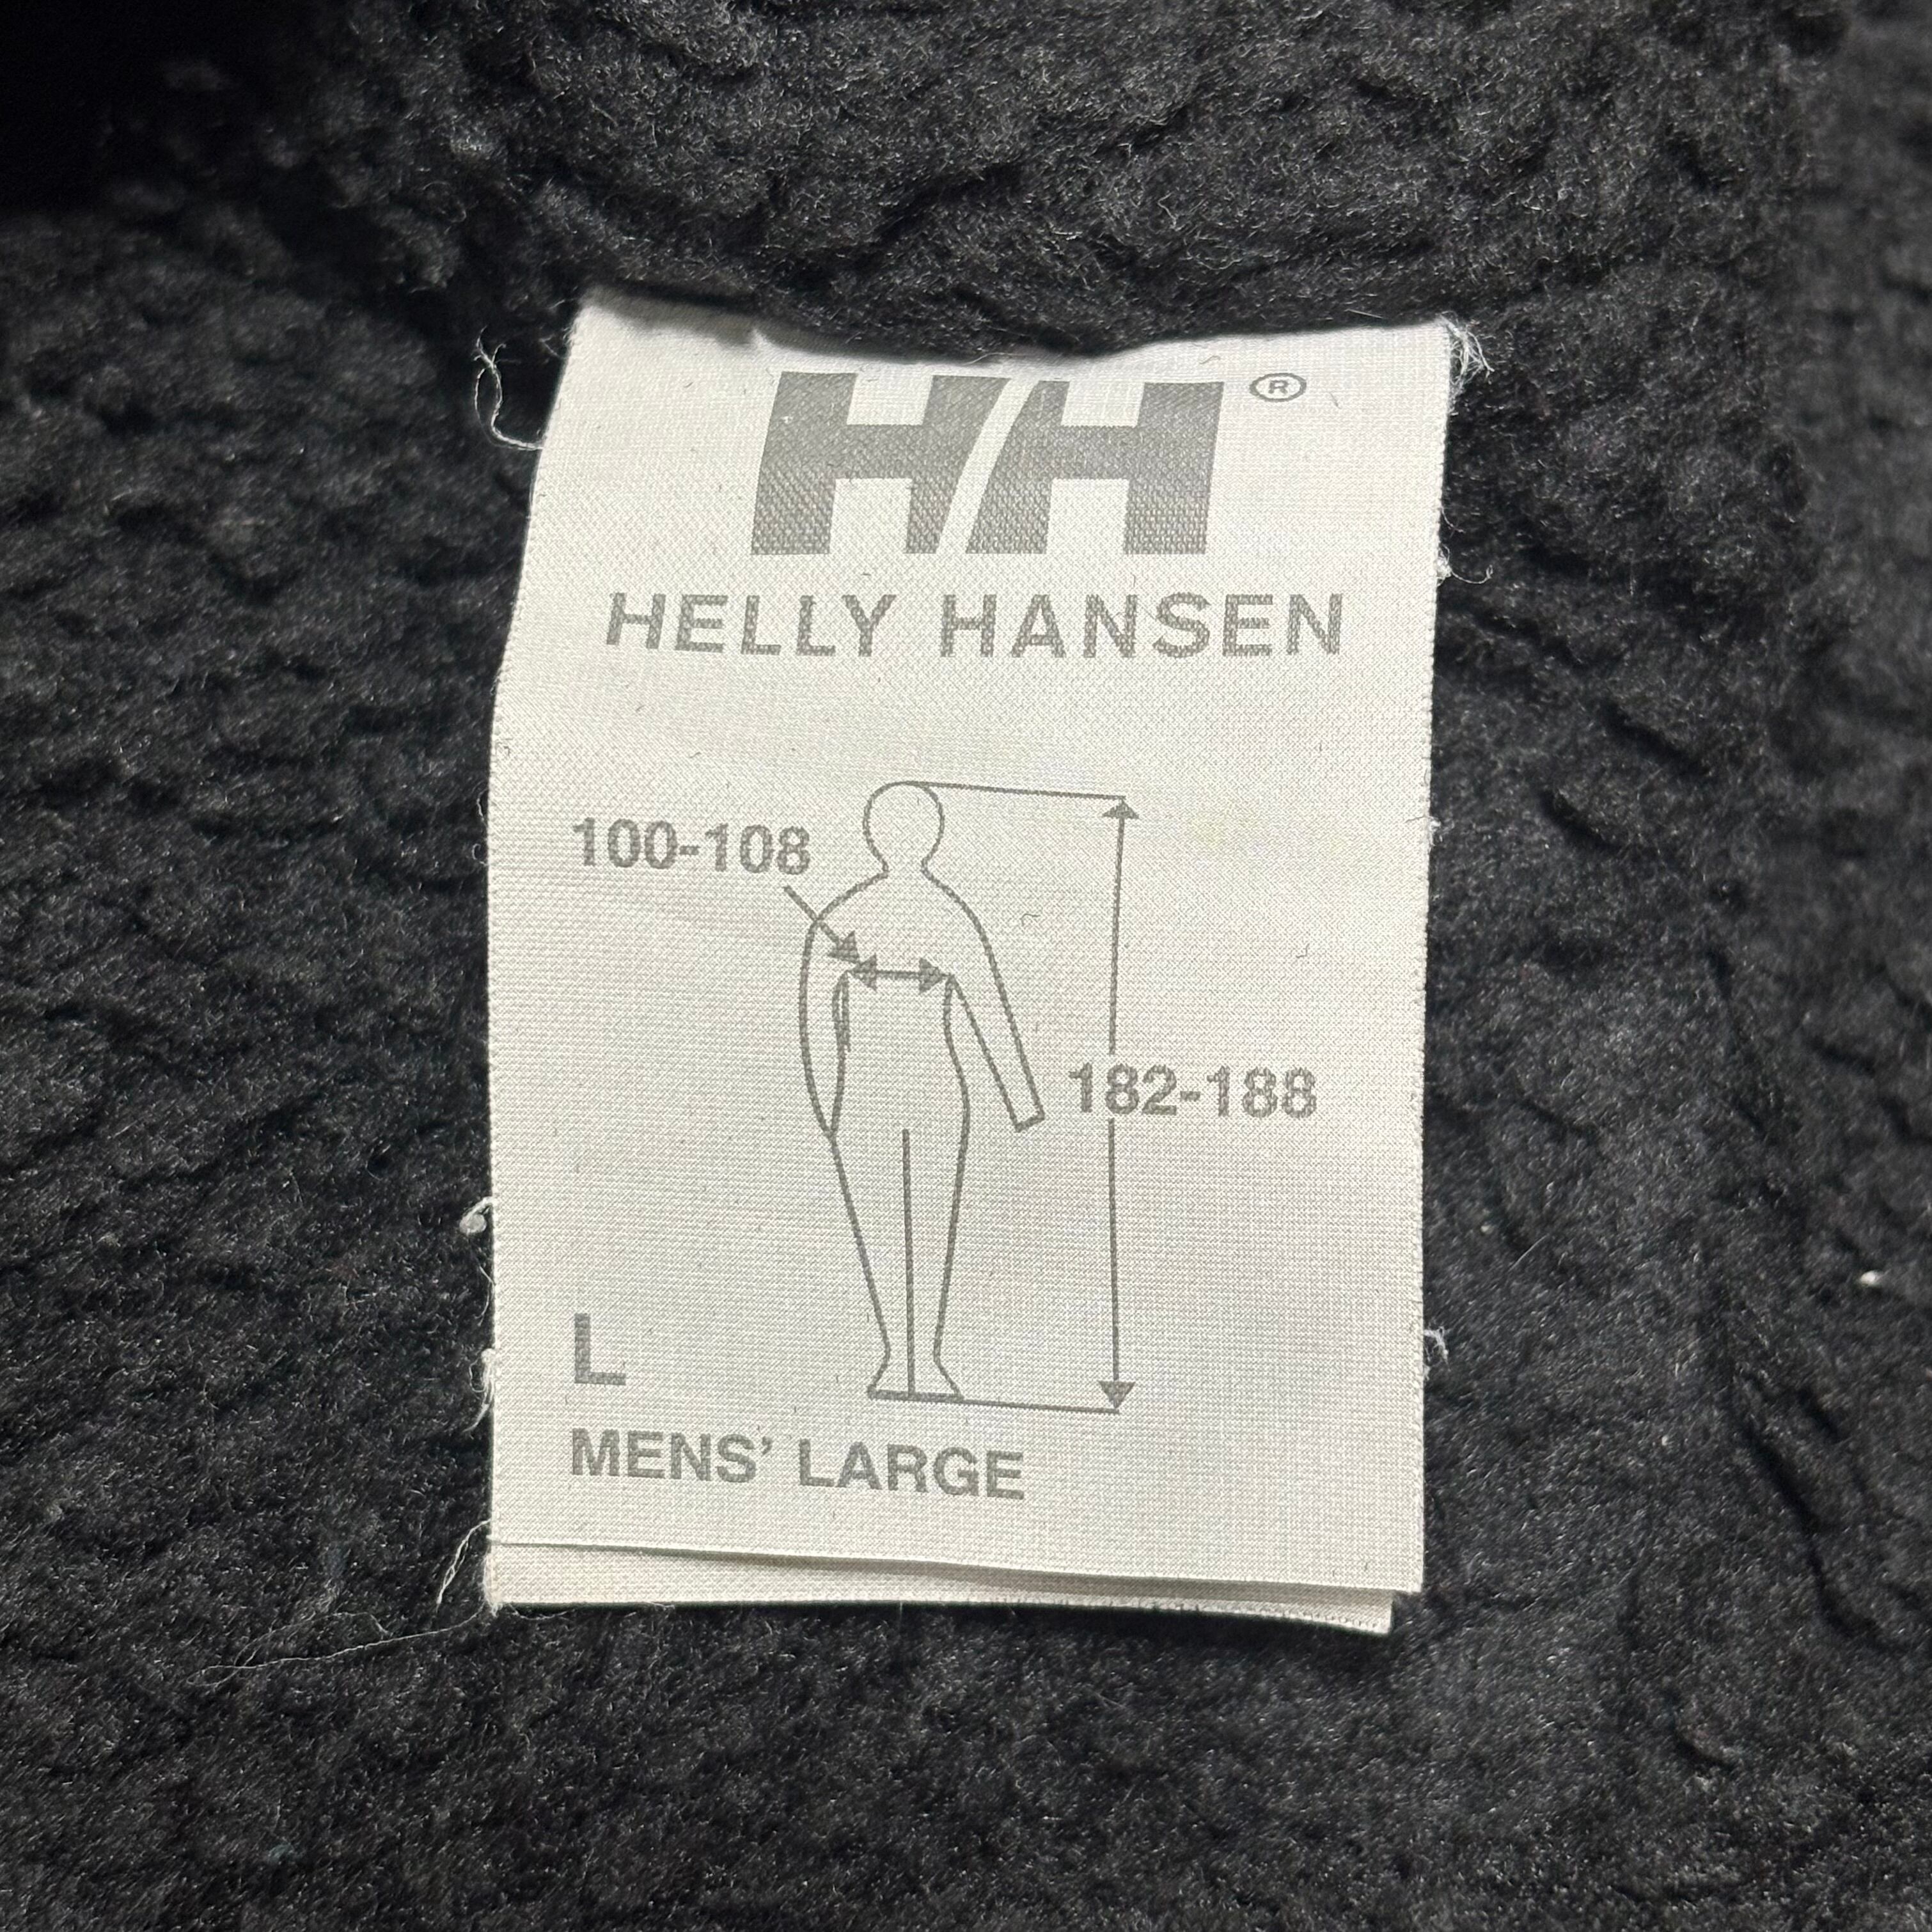 HH®
HELLY HANSEN
100-108
182-188
L
MENS' LARGE